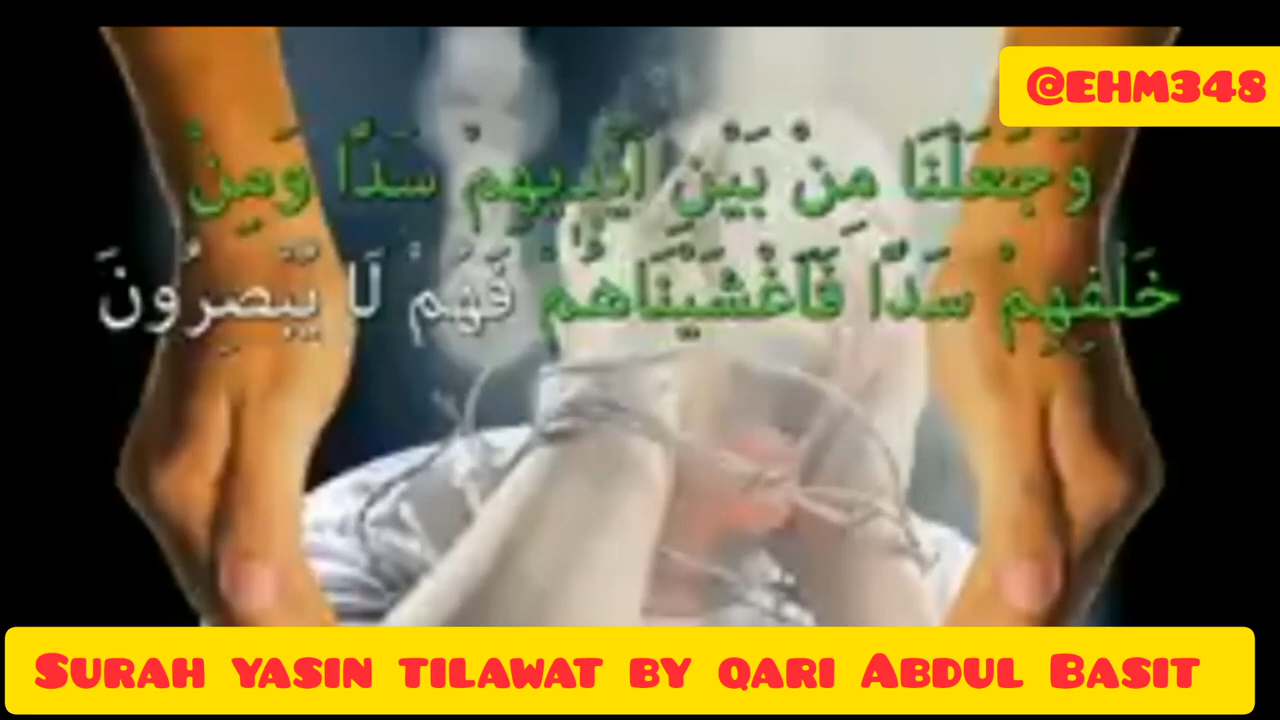 @EHM348
وَجَعَلْنَا مِنْ بَيْنِ اَيْدِيهِمْ سَدًّا وَمِنْ
خَلْفِهِمْ سَدًّا فَاَغْشَيْنَاهُمْ فَهُمْ لَا يُبْصِرُونَ
SURAH YASIN TILAWAT BY QARI ABDUL BASIT